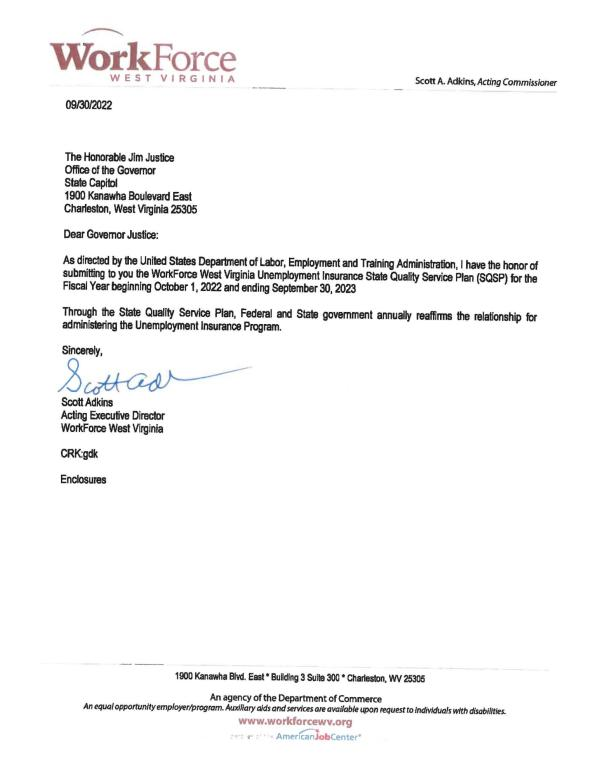 WorkForce
WEST VIRGINIA
Scott A. Adkins, Acting Commissioner
09/30/2022
The Honorable Jim Justice
Office of the Governor
State Capitol
1900 Kanawha Boulevard East
Charleston, West Virginia 25305
Dear Governor Justice:
As directed by the United States Department of Labor, Employment and Training Administration, I have the honor of
submitting to you the WorkForce West Virginia Unemployment Insurance State Quality Service Plan (SQSP) for the
Fiscal Year beginning October 1, 2022 and ending September 30, 2023
Through the State Quality Service Plan, Federal and State government annually reaffirms the relationship for
administering the Unemployment Insurance Program.
Sincerely,
Scott Adkins
Acting Executive Director
WorkForce West Virginia
CRK:gdk
Enclosures
1900 Kanawha Blvd. East * Building 3 Suite 300 * Charleston, WV 25305
An agency of the Department of Commerce
An equal opportunity employer/program. Auxiliary aids and services are available upon request to individuals with disabilities.
www.workforcewv.org
AmericanJobCenter*